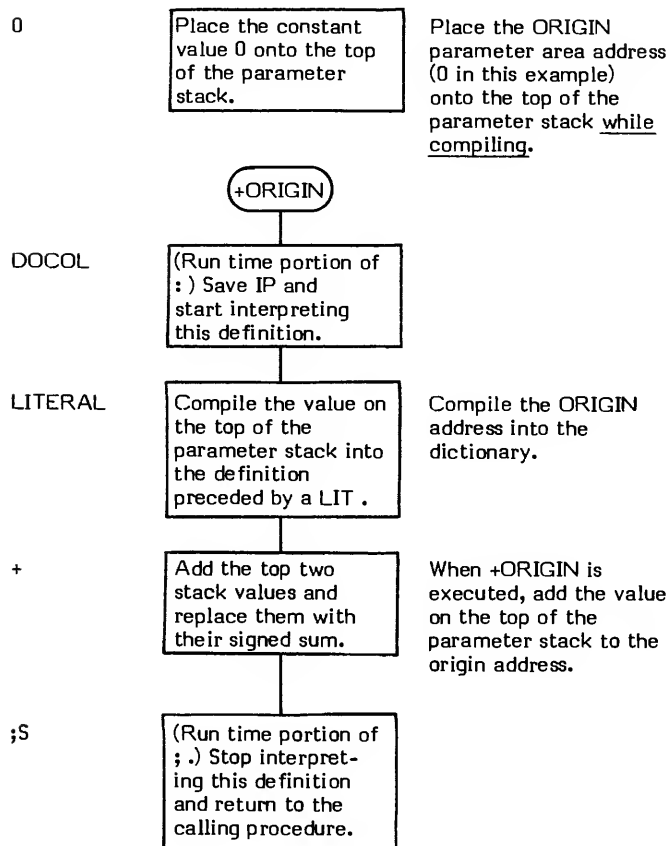 0
Place the constant
value 0 onto the top
of the parameter
stack.
Place the ORIGIN
parameter area address
(0 in this example)
onto the top of the
parameter stack while
compiling.
+ORIGIN
DOCOL
(Run time portion of
: ) Save IP and
start interpreting
this definition.
LITERAL
Compile the value on
the top of the
parameter stack into
the definition
preceded by a LIT .
Compile the ORIGIN
address into the
dictionary.
+
Add the top two
stack values and
replace them with
their signed sum.
When +ORIGIN is
executed, add the value
on the top of the
parameter stack to the
origin address.
;S
(Run time portion of
; .) Stop interpret-
ing this definition
and return to the
calling procedure.